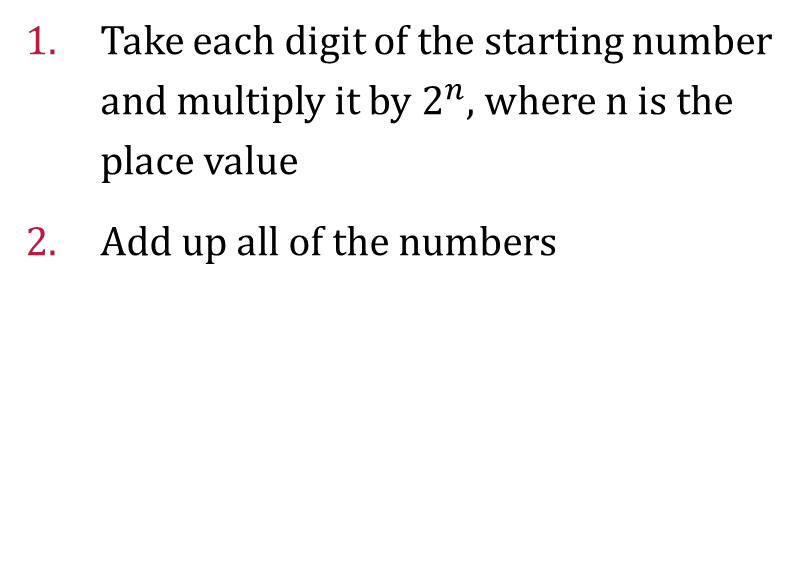 1. Take each digit of the starting number
and multiply it by 2ⁿ, where n is the
place value
2. Add up all of the numbers